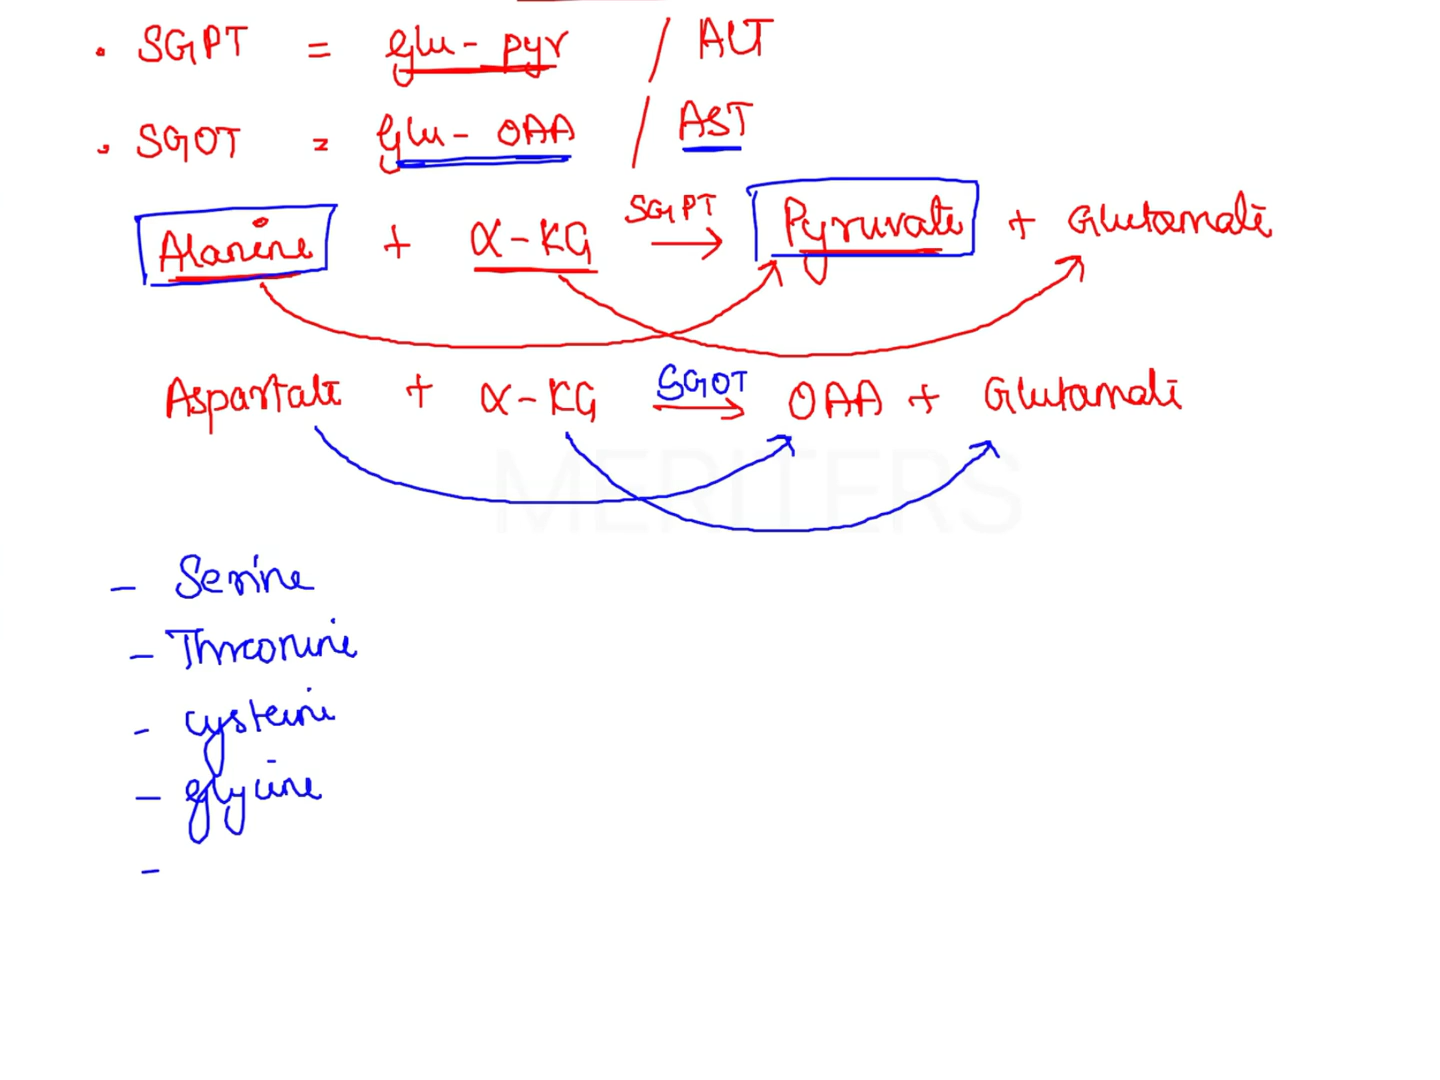 • SGPT = Glu - pyr / ALT
• SGOT = Glu - OAA / AST
Alanine + α-KG SGPT → Pyruvate + Glutamate
Aspartate + α-KG SGOT → OAA + Glutamate
MERITERS
- Serine
- Threonine
- cysteine
- glycine
-